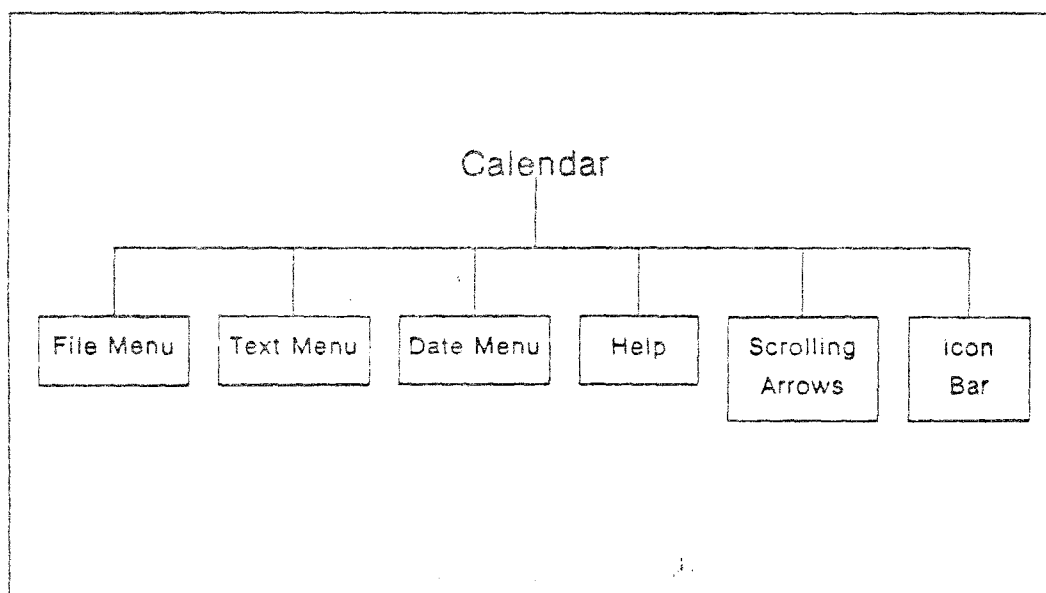 Calendar
File Menu
Text Menu
Date Menu
Help
Scrolling
Arrows
Icon
Bar